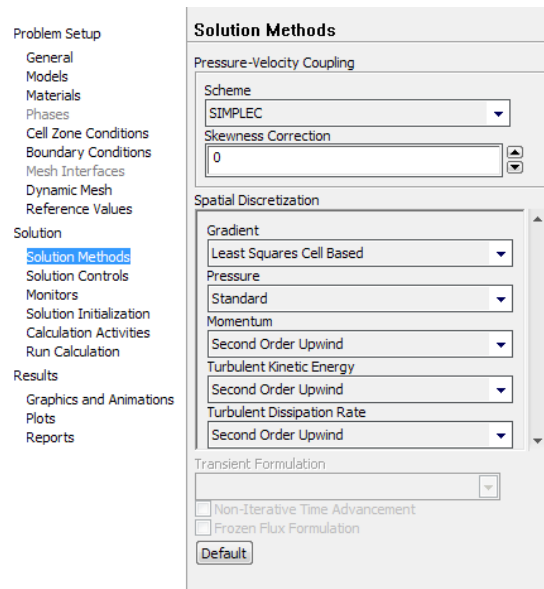 Problem Setup
General
Models
Materials
Phases
Cell Zone Conditions
Boundary Conditions
Mesh Interfaces
Dynamic Mesh
Reference Values
Solution
Solution Methods
Solution Controls
Monitors
Solution Initialization
Calculation Activities
Run Calculation
Results
Graphics and Animations
Plots
Reports
Solution Methods
Pressure-Velocity Coupling
Scheme
SIMPLEC
Skewness Correction
0
Spatial Discretization
Gradient
Least Squares Cell Based
Pressure
Standard
Momentum
Second Order Upwind
Turbulent Kinetic Energy
Second Order Upwind
Turbulent Dissipation Rate
Second Order Upwind
Transient Formulation
Non-Iterative Time Advancement
Frozen Flux Formulation
Default